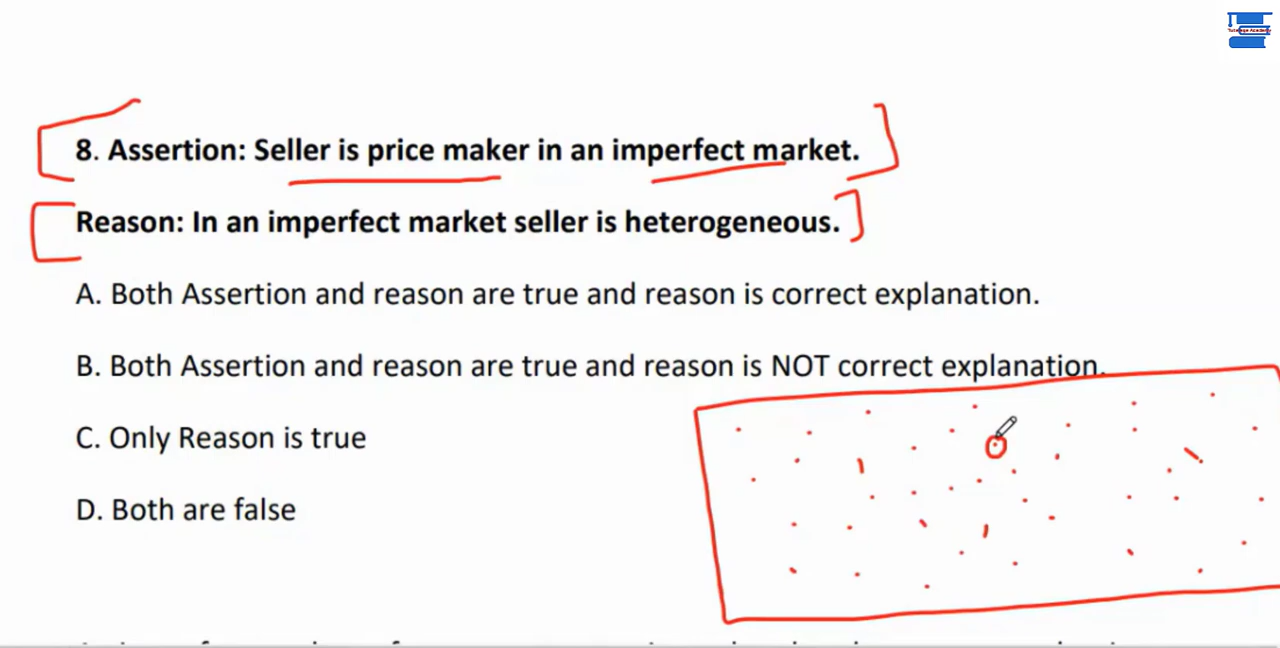 8. Assertion: Seller is price maker in an imperfect market.
Reason: In an imperfect market seller is heterogeneous.
A. Both Assertion and reason are true and reason is correct explanation.
B. Both Assertion and reason are true and reason is NOT correct explanation.
C. Only Reason is true
D. Both are false